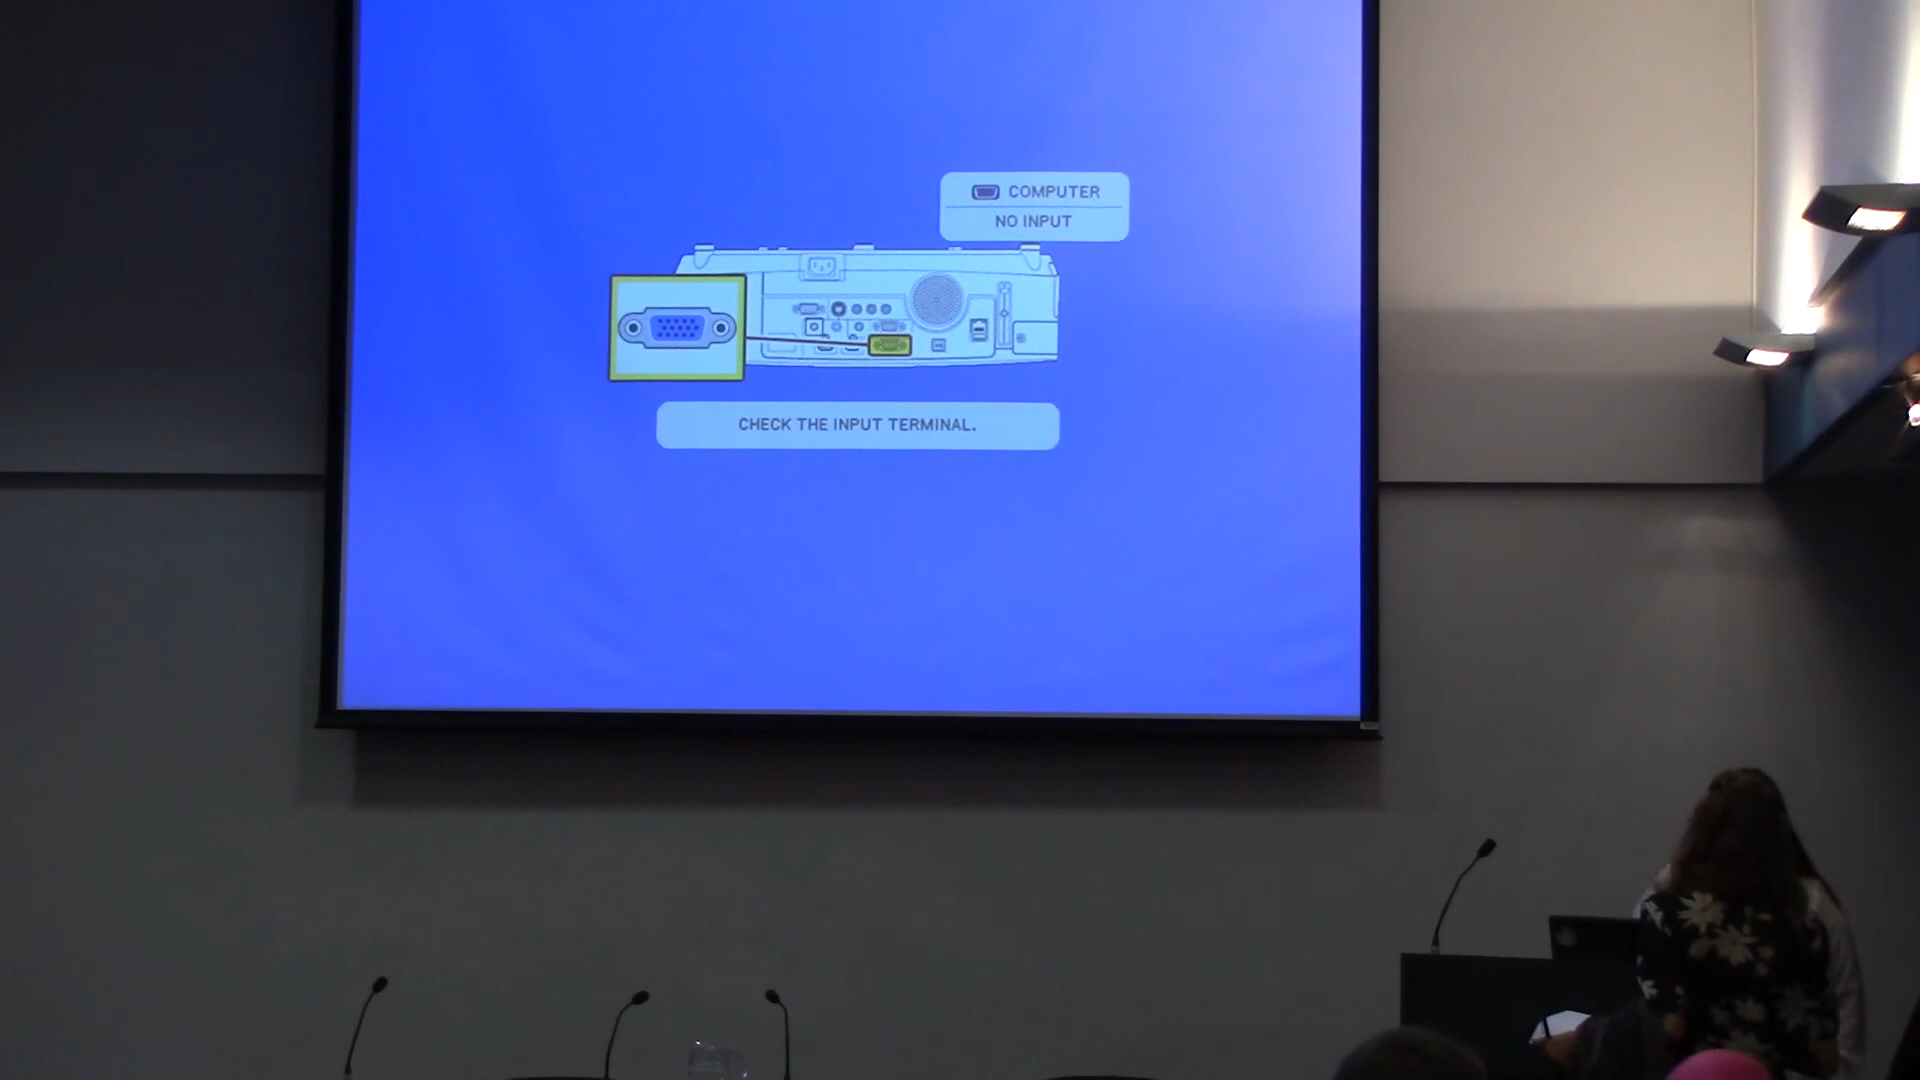 COMPUTER
NO INPUT
CHECK THE INPUT TERMINAL.